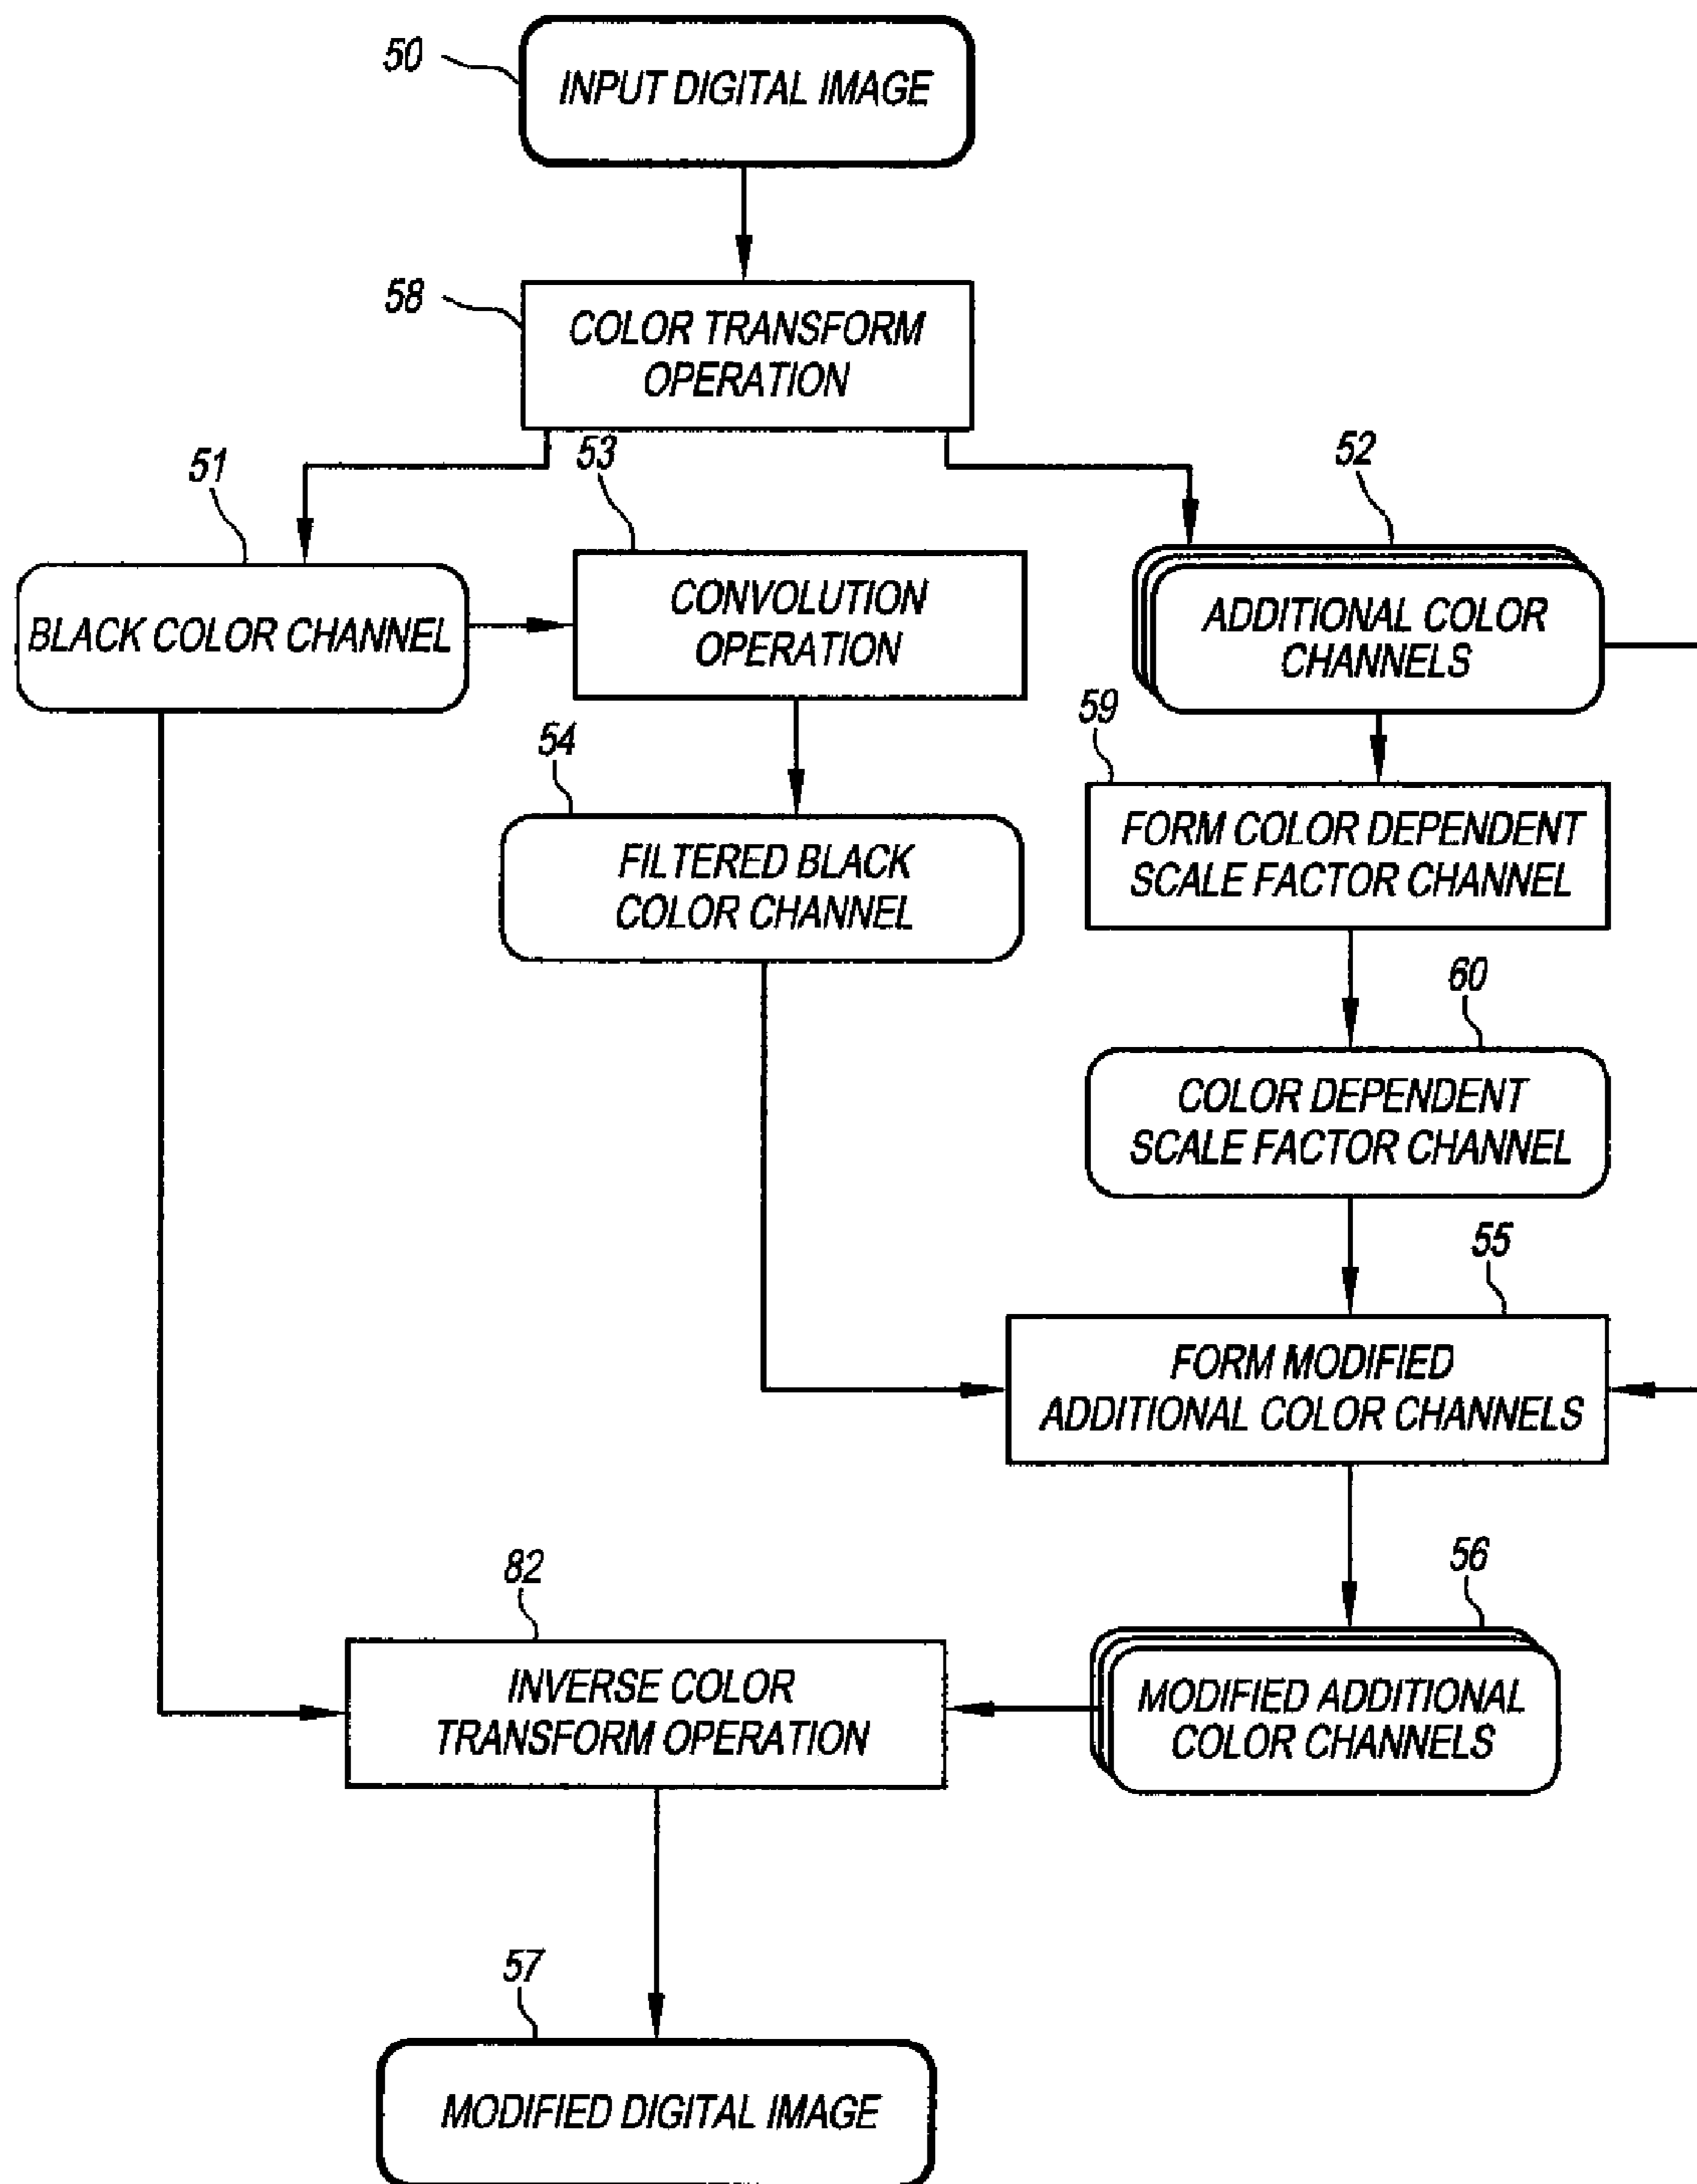 50
INPUT DIGITAL IMAGE
58
COLOR TRANSFORM
OPERATION
51
53
52
BLACK COLOR CHANNEL
CONVOLUTION
OPERATION
ADDITIONAL COLOR
CHANNELS
54
59
FILTERED BLACK
COLOR CHANNEL
FORM COLOR DEPENDENT
SCALE FACTOR CHANNEL
60
COLOR DEPENDENT
SCALE FACTOR CHANNEL
55
FORM MODIFIED
ADDITIONAL COLOR CHANNELS
82
56
INVERSE COLOR
TRANSFORM OPERATION
MODIFIED ADDITIONAL
COLOR CHANNELS
57
MODIFIED DIGITAL IMAGE